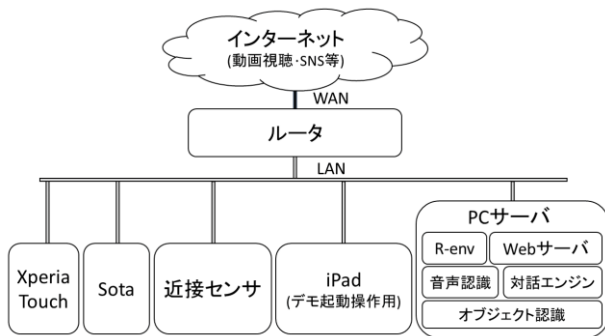 インターネット
(動画視聴・SNS等)
WAN
ルータ
LAN
Xperia
Touch
Sota
近接センサ
iPad
(デモ起動操作用)
PCサーバ
R-env
Webサーバ
音声認識
対話エンジン
オブジェクト認識